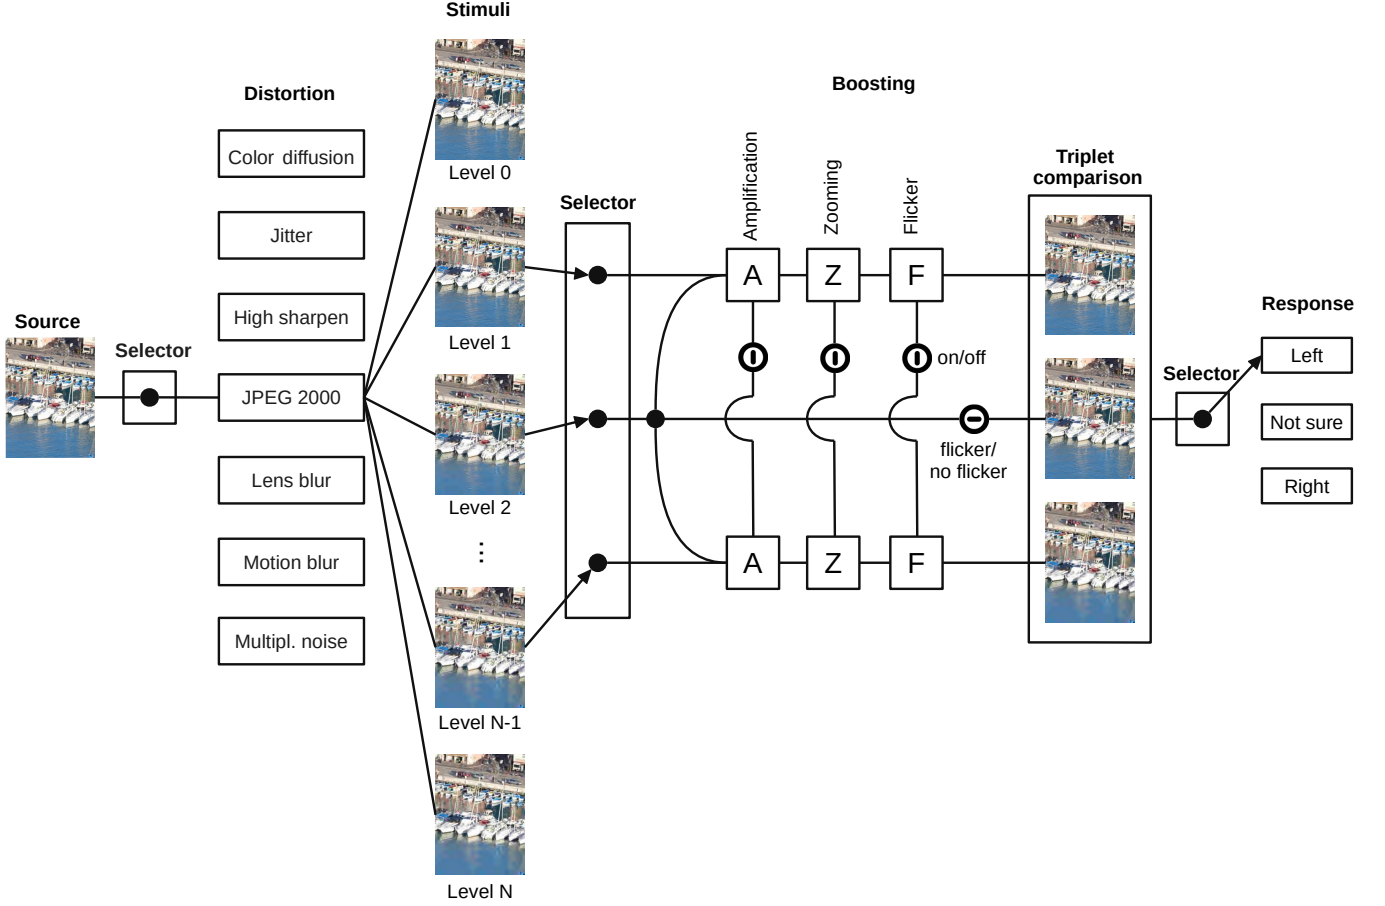 Source
Selector
Distortion
Color diffusion
Jitter
High sharpen
JPEG 2000
Lens blur
Motion blur
Multipl. noise
Stimuli
Level 0
Level 1
Level 2
⋮
Level N-1
Level N
Selector
Boosting
Amplification
Zooming
Flicker
A
Z
F
on/off
flicker/
no flicker
A
Z
F
Triplet
comparison
Selector
Response
Left
Not sure
Right